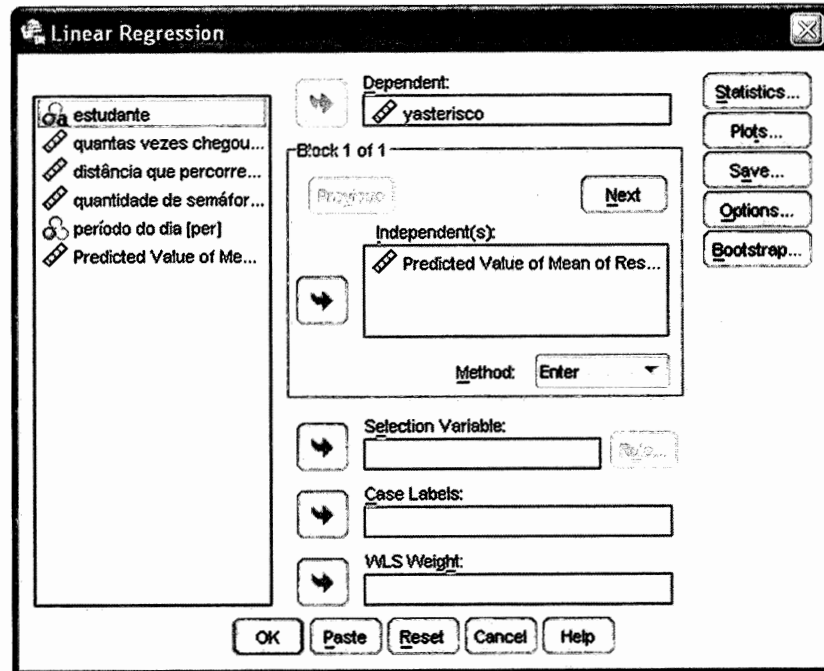 Linear Regression
estudante
quantas vezes chegou...
distância que percorre...
quantidade de semáfor...
período do dia [per]
Predicted Value of Me...
Dependent:
yasterisco
Block 1 of 1
Previous
Next
Independent(s):
Predicted Value of Mean of Res...
Method: Enter
Selection Variable:
Rule...
Case Labels:
WLS Weight:
Statistics...
Plots...
Save...
Options...
Bootstrap...
OK Paste Reset Cancel Help